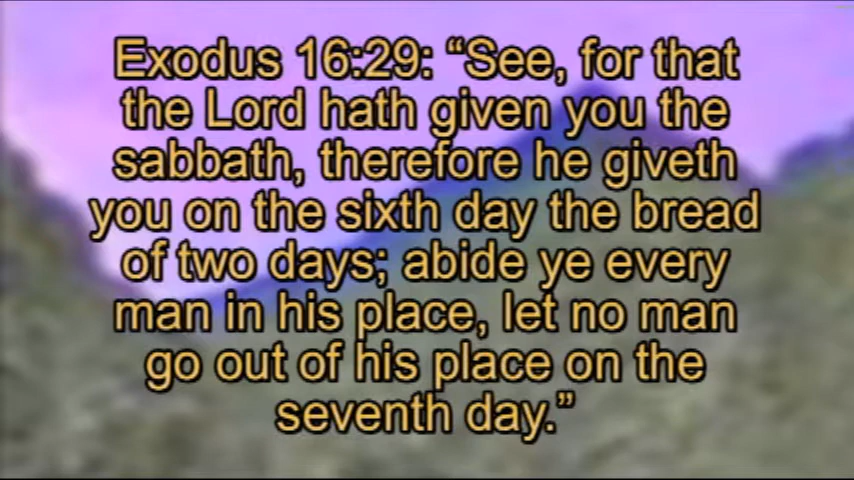 Exodus 16:29: “See, for that
the Lord hath given you the
sabbath, therefore he giveth
you on the sixth day the bread
of two days; abide ye every
man in his place, let no man
go out of his place on the
seventh day.”